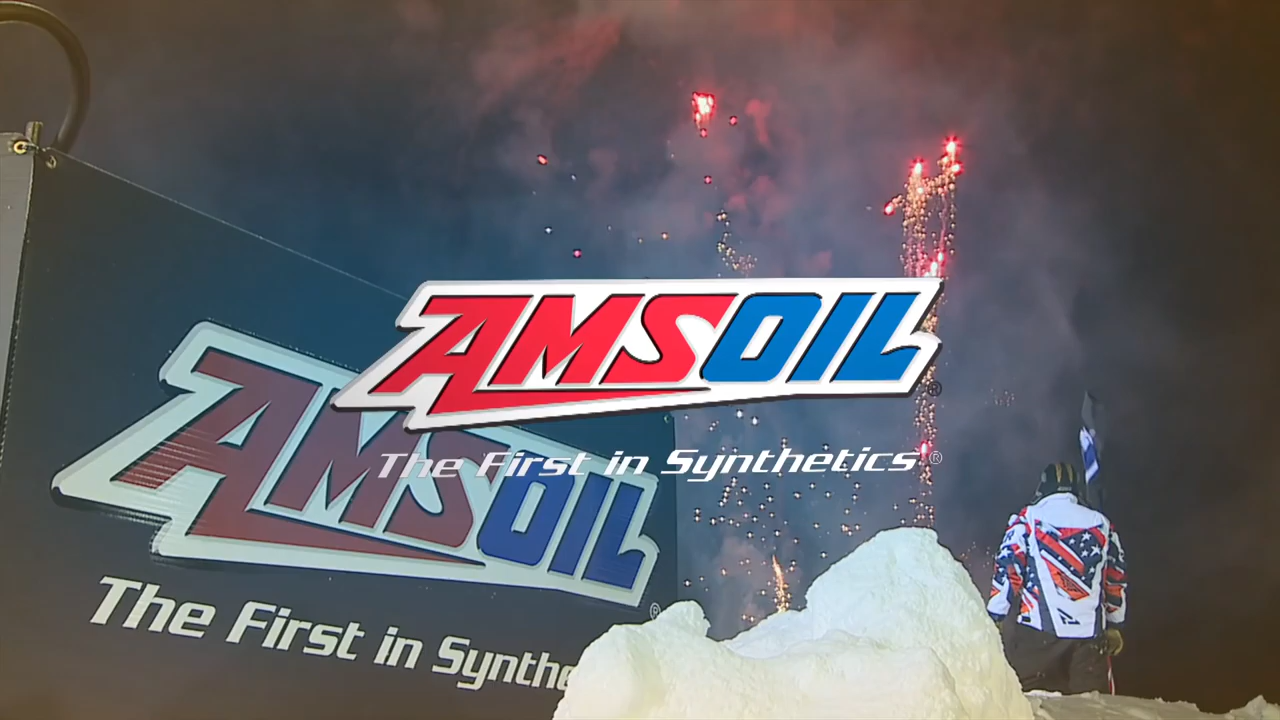 AMSOIL
The First in Synthetics®
AMSOIL®
The First in Synthe